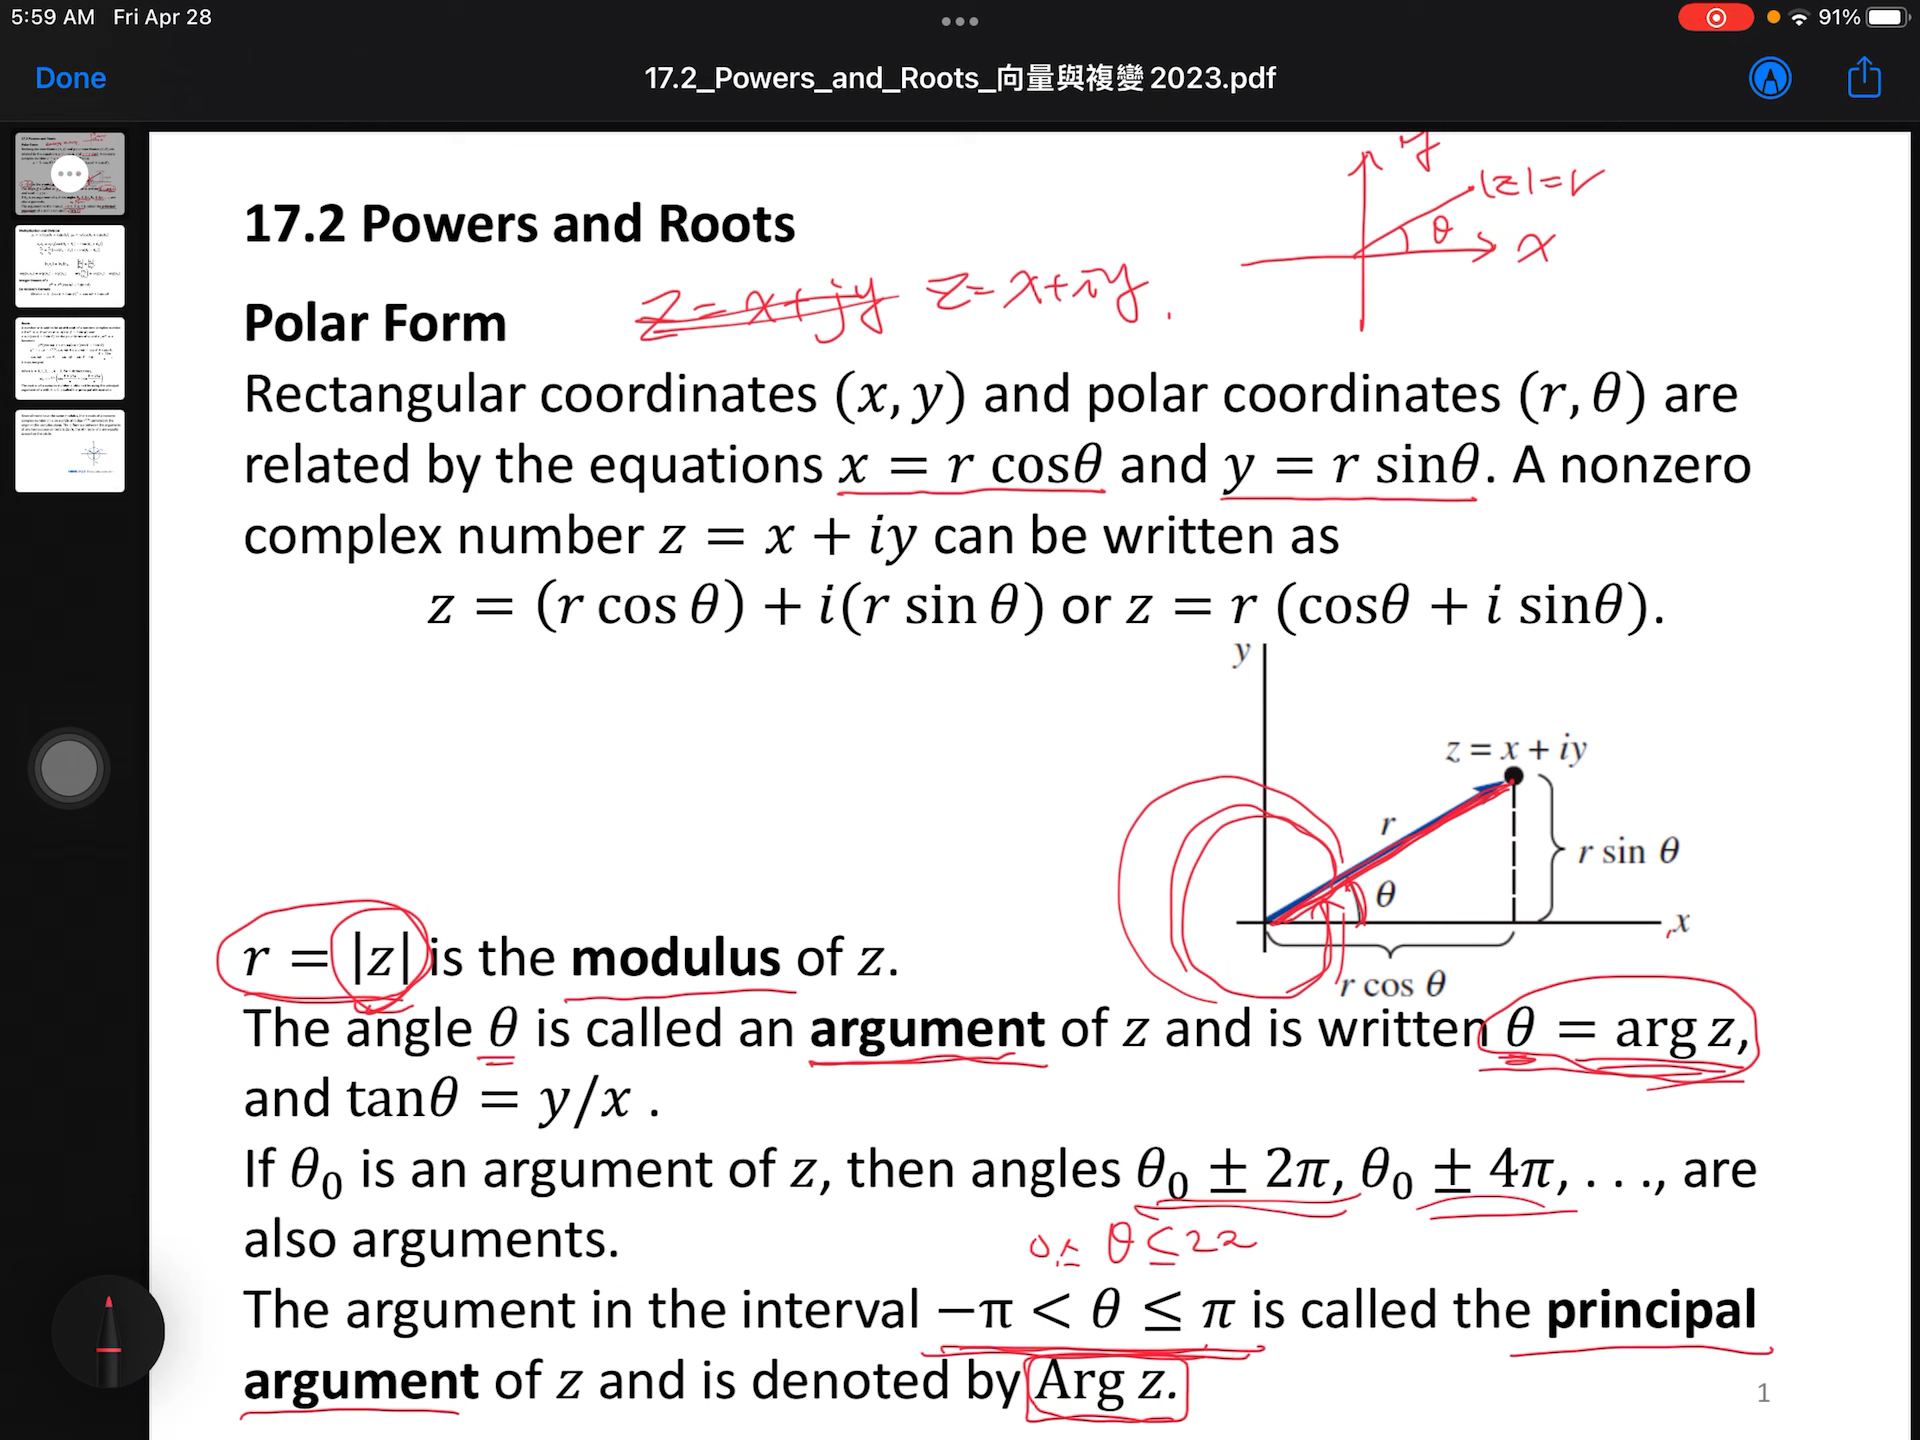 5:59 AM Fri Apr 28
91%
Done
17.2_Powers_and_Roots_向量與複變 2023.pdf
y
|z|=r
θ
x
17.2 Powers and Roots
z=x+jy z=x+iy.
Polar Form
Rectangular coordinates (x, y) and polar coordinates (r, θ) are
related by the equations x = r cosθ and y = r sinθ. A nonzero
complex number z = x + iy can be written as
z = (r cos θ) + i(r sin θ) or z = r (cosθ + i sinθ).
y
z = x + iy
r
r sin θ
θ
x
r cos θ
r = |z| is the modulus of z.
The angle θ is called an argument of z and is written θ = arg z,
and tanθ = y/x .
If θ₀ is an argument of z, then angles θ₀ ± 2π, θ₀ ± 4π, . . ., are
also arguments.
0≤ θ ≤2π
The argument in the interval −π < θ ≤ π is called the principal
argument of z and is denoted by Arg z.
1